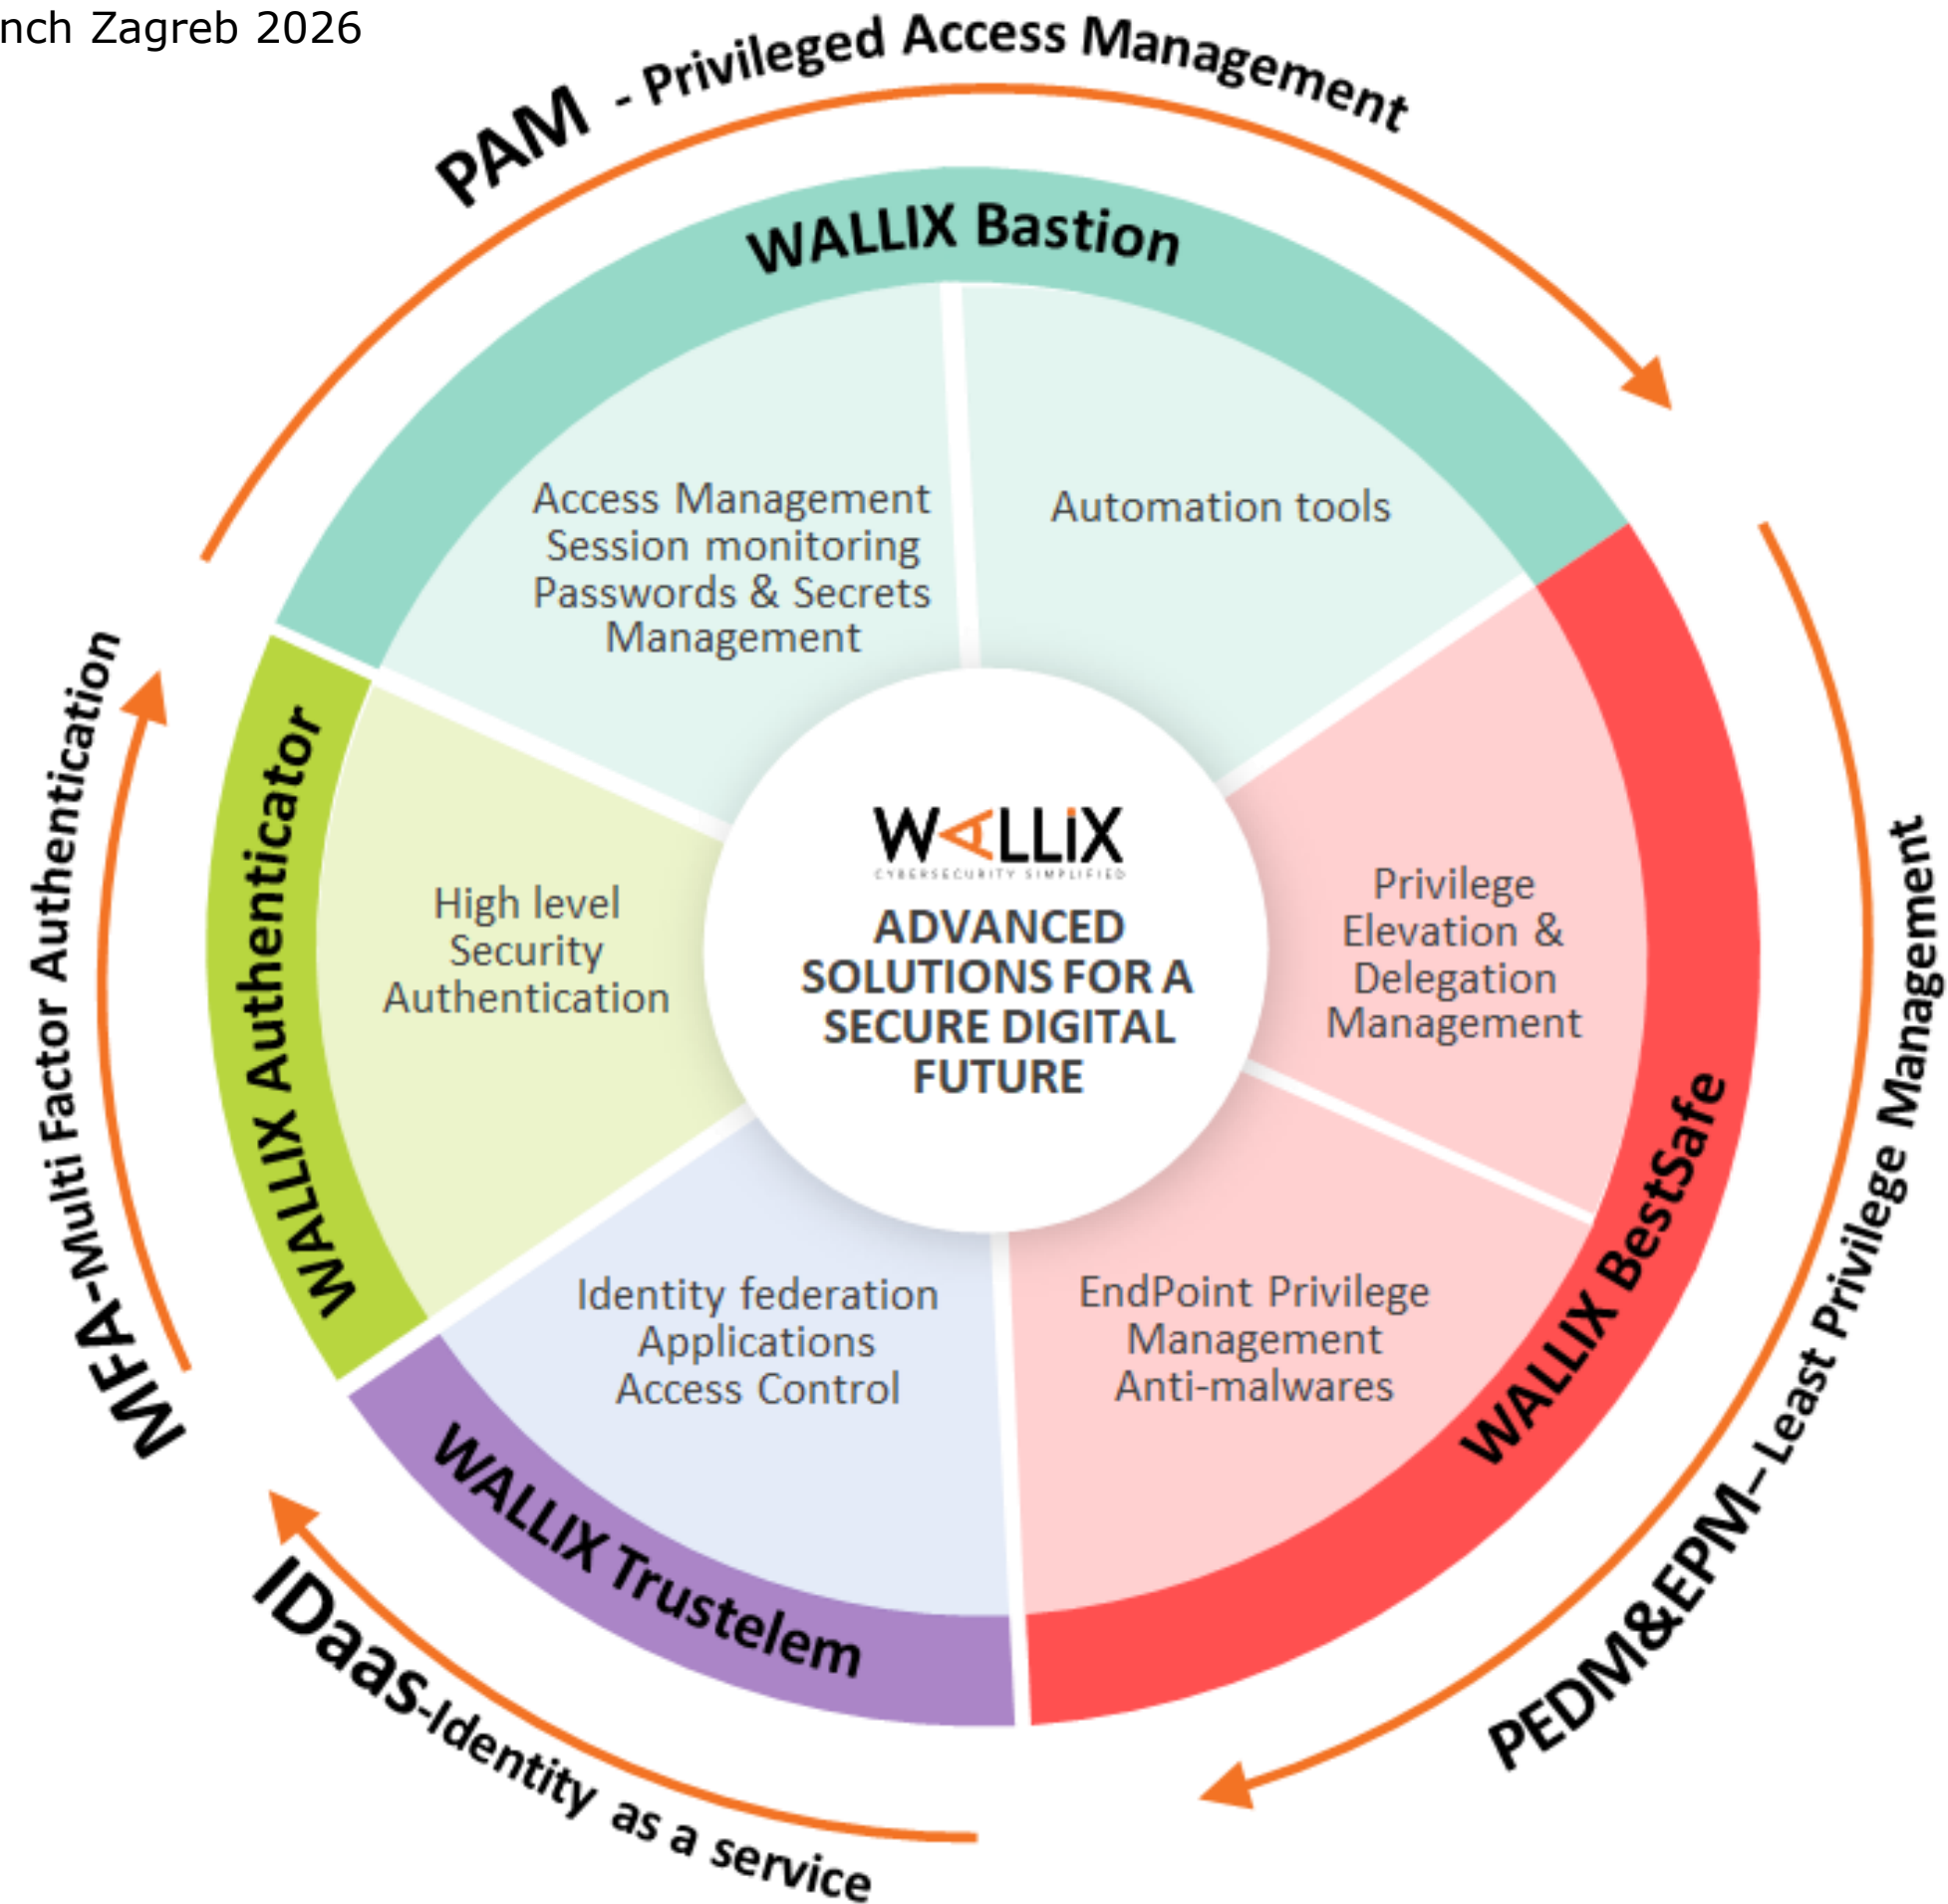 nch Zagreb 2026
PAM - Privileged Access Management
WALLIX Bastion
Access Management
Session monitoring
Passwords & Secrets
Management
Automation tools
WALLIX Authenticator
High level
Security
Authentication
MFA-Multi Factor Authentication
WALLiX
CYBERSECURITY SIMPLIFIED
ADVANCED
SOLUTIONS FOR A
SECURE DIGITAL
FUTURE
Privilege
Elevation &
Delegation
Management
WALLIX BestSafe
PEDM&EPM– Least Privilege Management
EndPoint Privilege
Management
Anti-malwares
Identity federation
Applications
Access Control
WALLIX Trustelem
IDaas-Identity as a service